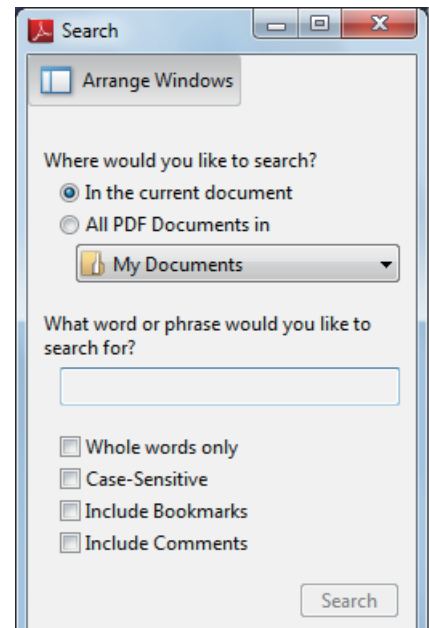 Search
Arrange Windows
Where would you like to search?
In the current document
All PDF Documents in
My Documents
What word or phrase would you like to
search for?
Whole words only
Case-Sensitive
Include Bookmarks
Include Comments
Search